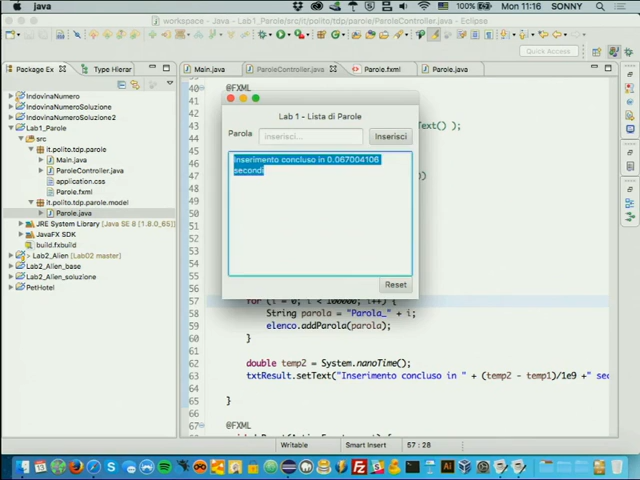 java 100% Mon 11:16 SONNY
workspace - Java - Lab1_Parole/src/it/polito/tdp/parole/ParoleController.java - Eclipse
Quick Access
Package Ex Type Hierar
Main.java ParoleController.java Parole.fxml Parole.java
IndovinaNumero
IndovinaNumeroSoluzione
IndovinaNumeroSoluzione2
Lab1_Parole
src
it.polito.tdp.parole
Main.java
ParoleController.java
application.css
Parole.fxml
it.polito.tdp.parole.model
Parole.java
JRE System Library [Java SE 8 [1.8.0_65]]
JavaFX SDK
build.fxbuild
> Lab2_Alien [Lab02 master]
Lab2_Alien_base
Lab2_Alien_soluzione
PetHotel
40 @FXML
41
42 Text() );
43
44
45
46
47
48
49
50
51
52
53
54
55
56
57 for (i = 0; i < 100000; i++) {
58 String parola = "Parola_" + i;
59 elenco.addParola(parola);
60 }
61
62 double temp2 = System.nanoTime();
63 txtResult.setText("Inserimento concluso in " + (temp2 - temp1)/1e9 +" sec
64
65 }
66
67 @FXML
Lab 1 - Lista di Parole
Parola inserisci... Inserisci
Inserimento concluso in 0.067004106
secondi
Reset
Writable Smart Insert 57 : 28